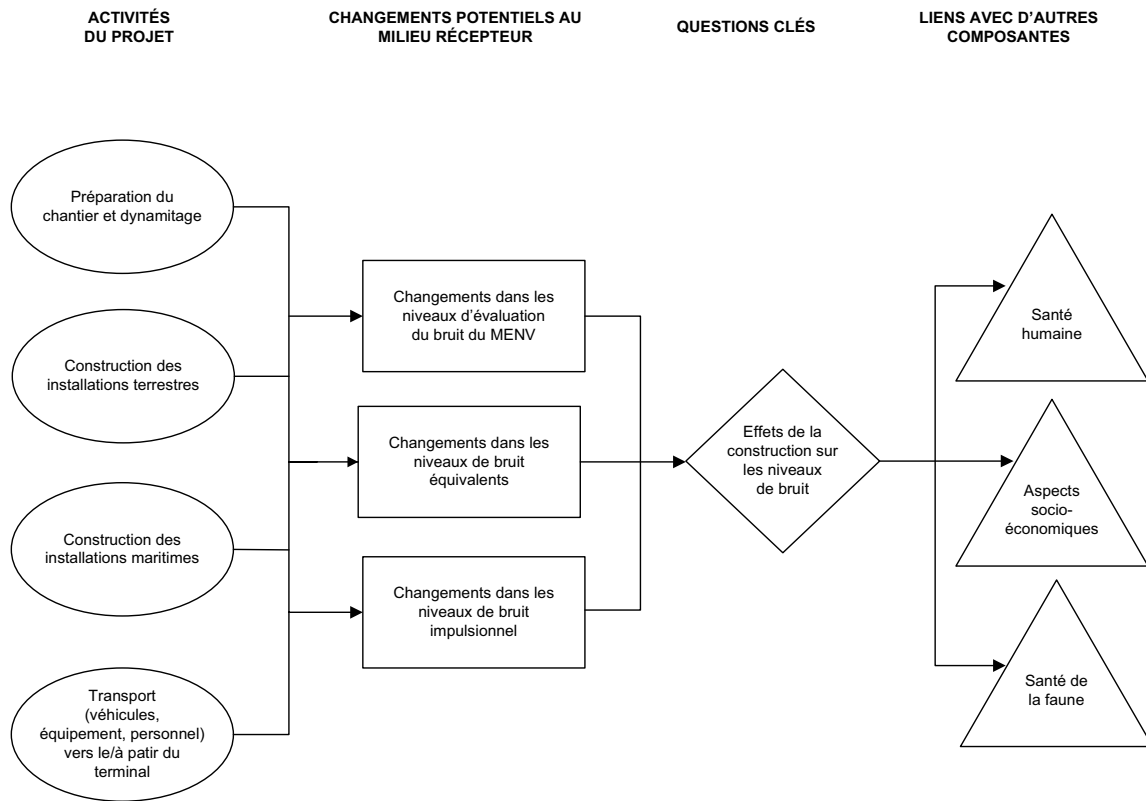 ACTIVITÉS
DU PROJET
CHANGEMENTS POTENTIELS AU
MILIEU RÉCEPTEUR
QUESTIONS CLÉS
LIENS AVEC D'AUTRES
COMPOSANTES
Préparation du
chantier et dynamitage
Construction des
installations terrestres
Construction des
installations maritimes
Transport
(véhicules,
équipement, personnel)
vers le/à patir du
terminal
Changements dans les
niveaux d'évaluation
du bruit du MENV
Changements dans les
niveaux de bruit
équivalents
Changements dans les
niveaux de bruit
impulsionnel
Effets de la
construction sur
les niveaux
de bruit
Santé
humaine
Aspects
socio-
économiques
Santé de
la faune